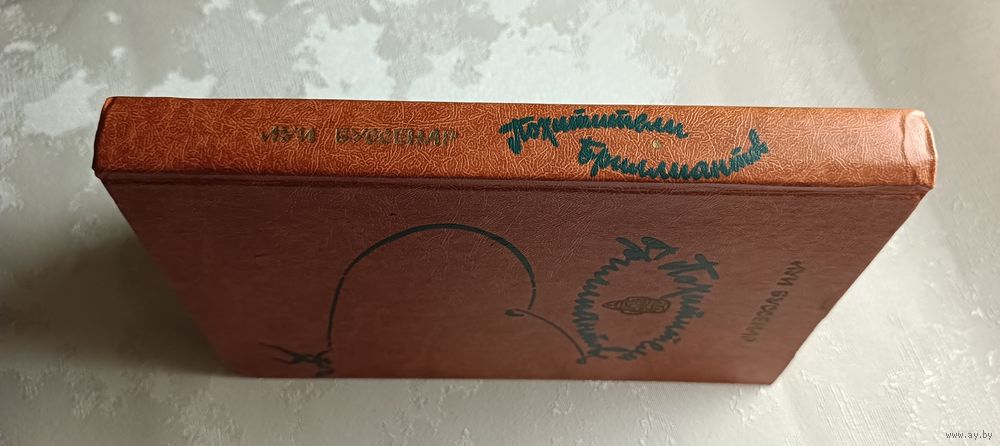 ЛУИ БУССЕНАР
Похитители
бриллиантов
Похитители
бриллиантов
ЛУИ БУССЕНАР
www.ay.by